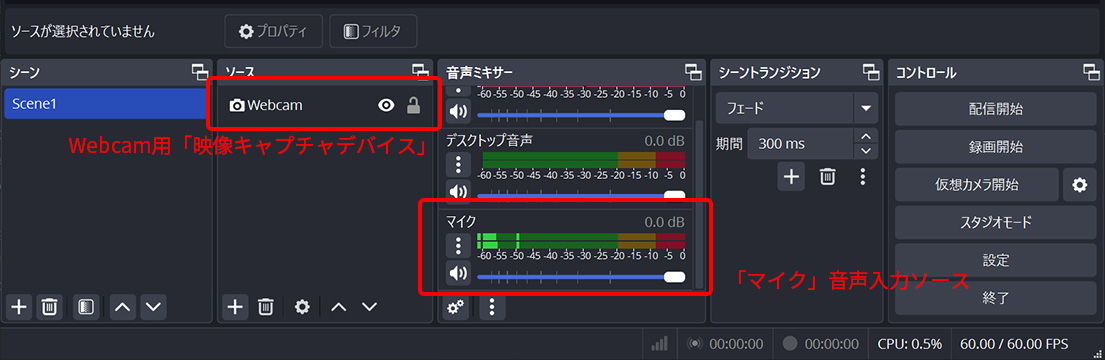 ソースが選択されていません
プロパティ
フィルタ
シーン
ソース
音声ミキサー
シーントランジション
コントロール
Scene1
Webcam
Webcam用「映像キャプチャデバイス」
-60 -55 -50 -45 -40 -35 -30 -25 -20 -15 -10 -5 0
デスクトップ音声 0.0 dB
-60 -55 -50 -45 -40 -35 -30 -25 -20 -15 -10 -5 0
マイク 0.0 dB
-60 -55 -50 -45 -40 -35 -30 -25 -20 -15 -10 -5 0
「マイク」音声入力ソース
フェード
期間 300 ms
配信開始
録画開始
仮想カメラ開始
スタジオモード
設定
終了
00:00:00 00:00:00 CPU: 0.5% 60.00 / 60.00 FPS